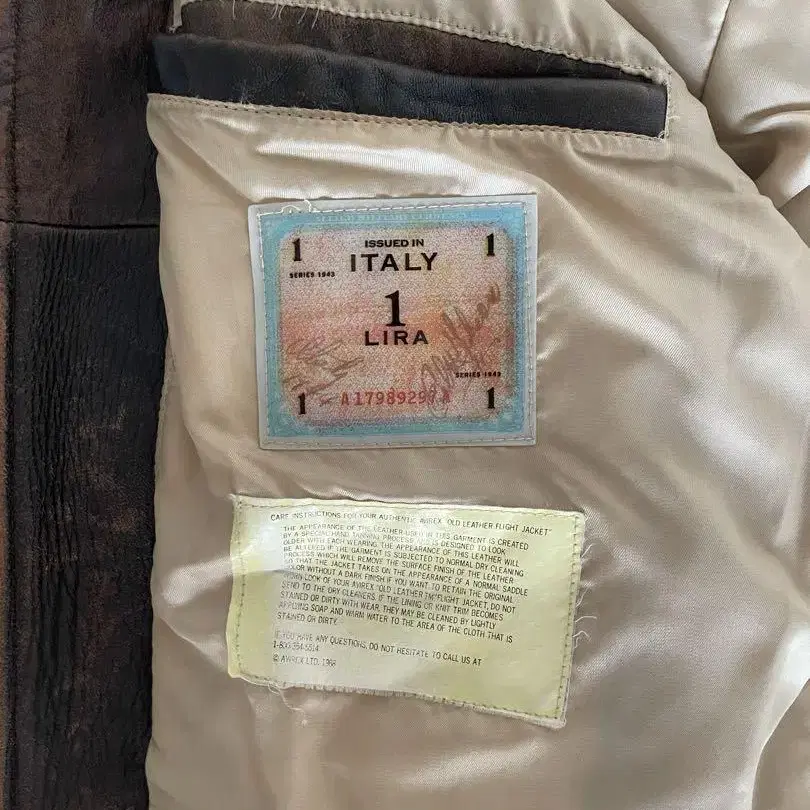 ALLIED MILITARY CURRENCY
1 ISSUED IN 1
SERIES 1943 ITALY
1
LIRA
SERIES 1943
1 A 17989297 A 1
CARE INSTRUCTIONS FOR YOUR AUTHENTIC AVIREX "OLD LEATHER FLIGHT JACKET"
"THE APPEARANCE OF THE LEATHER USED IN THIS GARMENT IS CREATED
BY A SPECIAL HAND TANNING PROCESS. IT IS DESIGNED TO LOOK
OLDER WITH EACH WEARING. THE APPEARANCE OF THIS LEATHER WILL
BE ALTERED IF THE GARMENT IS SUBJECTED TO NORMAL DRY CLEANING
PROCESS WHICH WILL REMOVE THE SURFACE FINISH OF THE LEATHER
SO THAT THE JACKET TAKES ON THE APPEARANCE OF A NORMAL SADDLE
COLOR WITHOUT A DARK FINISH. IF YOU WANT TO RETAIN THE ORIGINAL
WORN LOOK OF YOUR AVIREX "OLD LEATHER TM" FLIGHT JACKET, DO NOT
SEND TO THE DRY CLEANERS. IF THE LINING OR KNIT TRIM BECOMES
STAINED OR DIRTY WITH WEAR, THEY MAY BE CLEANED BY LIGHTLY
APPLYING SOAP AND WARM WATER TO THE AREA OF THE CLOTH THAT IS
STAINED OR DIRTY.
IF YOU HAVE ANY QUESTIONS, DO NOT HESITATE TO CALL US AT
1-800-354-5514
© AVIREX LTD.